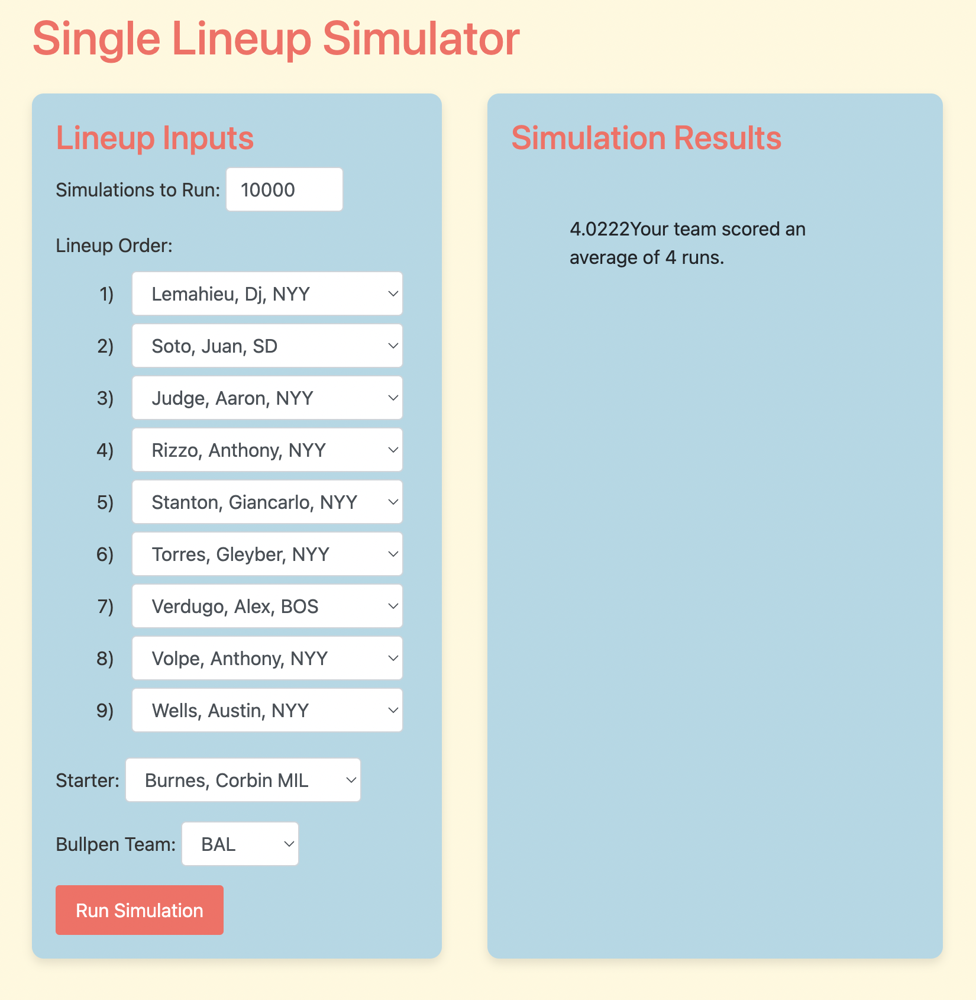 Single Lineup Simulator
Lineup Inputs
Simulations to Run: 10000
Lineup Order:
1) Lemahieu, Dj, NYY
2) Soto, Juan, SD
3) Judge, Aaron, NYY
4) Rizzo, Anthony, NYY
5) Stanton, Giancarlo, NYY
6) Torres, Gleyber, NYY
7) Verdugo, Alex, BOS
8) Volpe, Anthony, NYY
9) Wells, Austin, NYY
Starter: Burnes, Corbin MIL
Bullpen Team: BAL
Run Simulation
Simulation Results
4.0222Your team scored an
average of 4 runs.